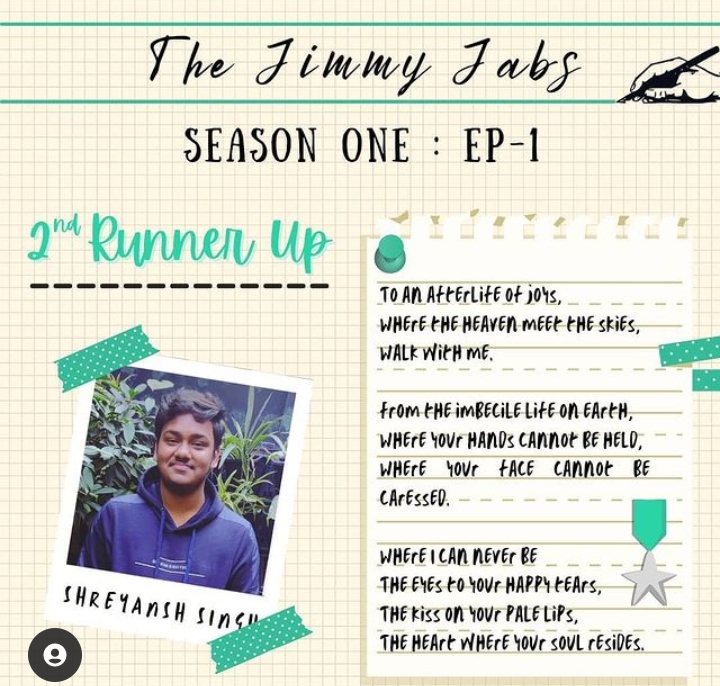 The Jimmy Jabs
SEASON ONE : EP-1
2nd Runner Up
TO AN AFTERLIFE OF JOYS,
WHERE THE HEAVEN MEET THE SKIES,
WALK WITH ME.
FROM THE IMBECILE LIFE ON EARTH,
WHERE YOUR HANDS CANNOT BE HELD,
WHERE YOUR FACE CANNOT BE
CARESSED.
WHERE I CAN NEVER BE
THE EYES TO YOUR HAPPY TEARS,
THE KISS ON YOUR PALE LIPS,
THE HEART WHERE YOUR SOUL RESIDES.
SHREYANSH SINGH